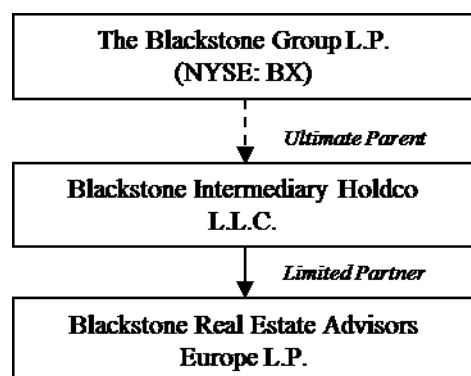 The Blackstone Group L.P.
(NYSE: BX)
Ultimate Parent
Blackstone Intermediary Holdco
L.L.C.
Limited Partner
Blackstone Real Estate Advisors
Europe L.P.